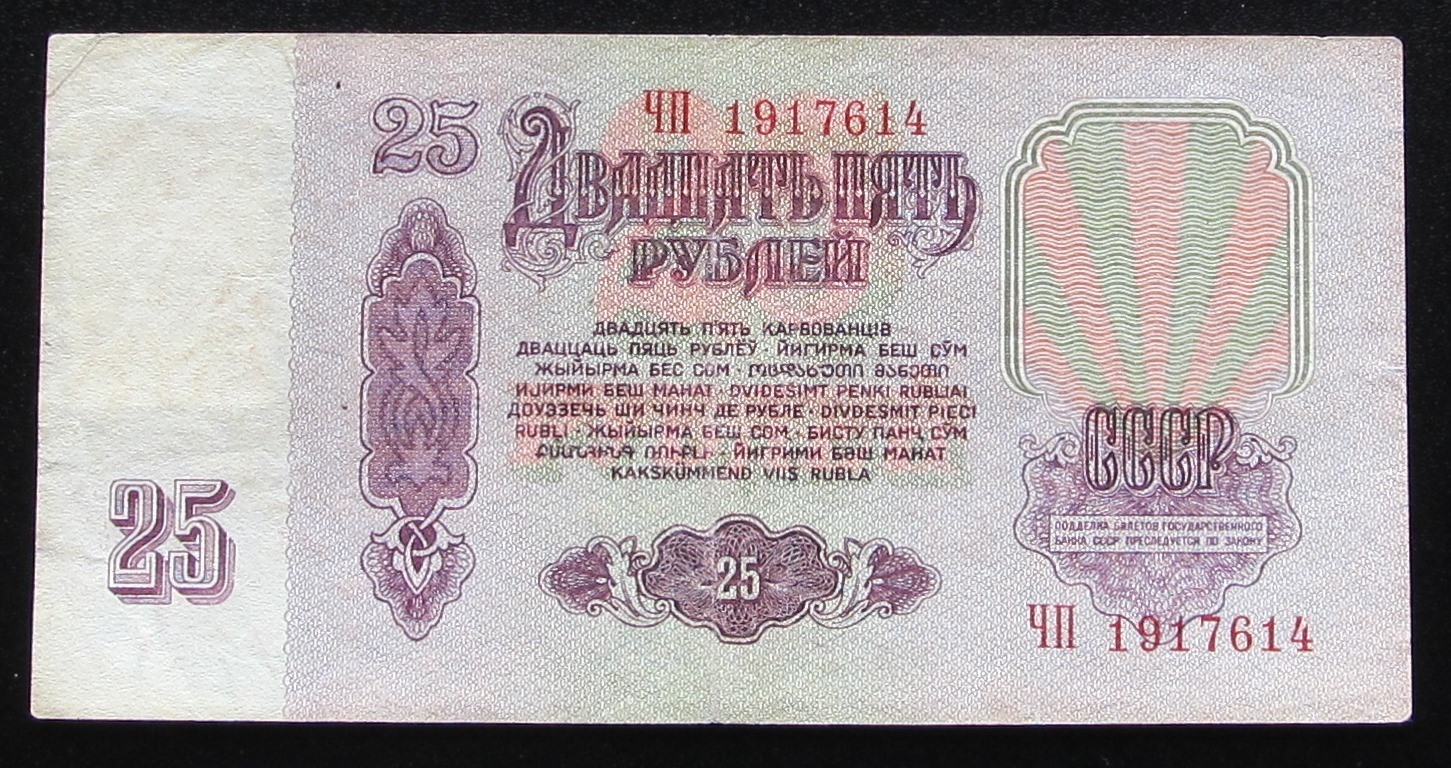 25
ЧП 1917614
ДВАДЦАТЬ ПЯТЬ
РУБЛЕЙ
ДВАДЦЯТЬ П'ЯТЬ КАРБОВАНЦІВ
ДВАЦЦАЦЬ ПЯЦЬ РУБЛЁЎ · ЙИГИРМА БЕШ СЎМ
ЖЫЙЫРМА БЕС СОМ · ოცდახუთი მანეთი
ИЈИРМИ БЕШ МАНАТ · DVIDEŠIMT PENKI RUBLIAI
ДОУЭЗЕЧЬ ШИ ЧИНЧ ДЕ РУБЛЕ · DIVDESMIT PIECI
RUBĻI · ЖЫЙЫРМА БЕШ СОМ · БИСТУ ПАНҶ СӮМ
ՔՍԱՆՀԻՆԳ ՌՈՒԲԼԻ · ЙИГРИМИ БӘШ МАНАТ
KAKSKÜMMEND VIIS RUBLA
25
25
СССР
ПОДДЕЛКА БИЛЕТОВ ГОСУДАРСТВЕННОГО
БАНКА СССР ПРЕСЛЕДУЕТСЯ ПО ЗАКОНУ
ЧП 1917614